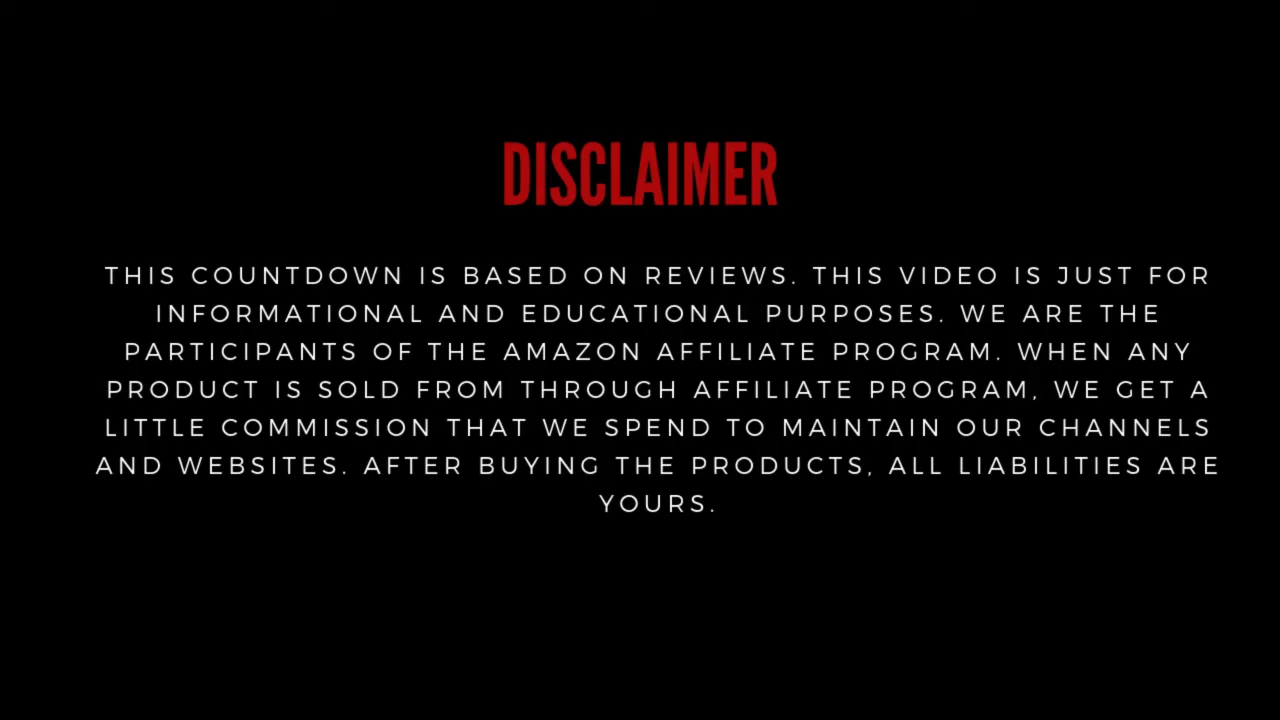 DISCLAIMER
THIS COUNTDOWN IS BASED ON REVIEWS. THIS VIDEO IS JUST FOR
INFORMATIONAL AND EDUCATIONAL PURPOSES. WE ARE THE
PARTICIPANTS OF THE AMAZON AFFILIATE PROGRAM. WHEN ANY
PRODUCT IS SOLD FROM THROUGH AFFILIATE PROGRAM, WE GET A
LITTLE COMMISSION THAT WE SPEND TO MAINTAIN OUR CHANNELS
AND WEBSITES. AFTER BUYING THE PRODUCTS, ALL LIABILITIES ARE
YOURS.